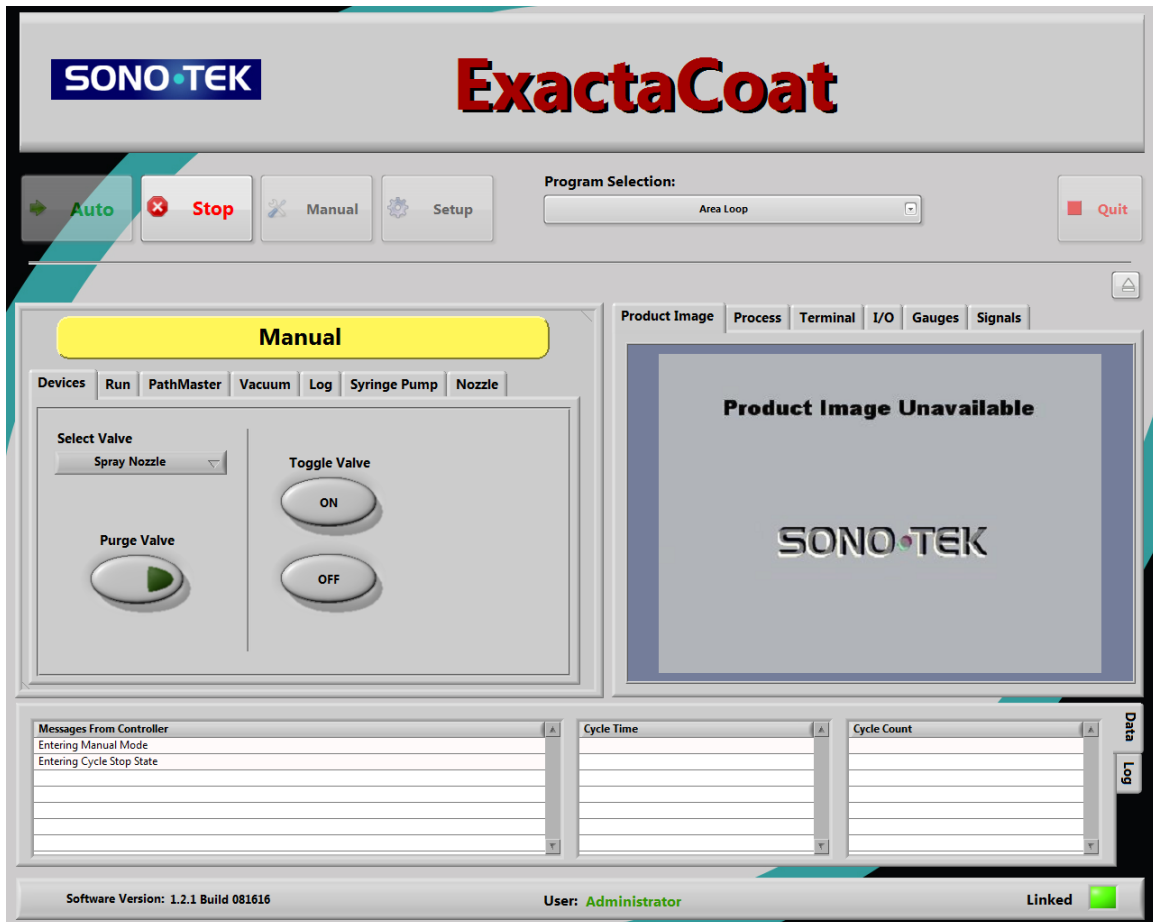 SONO•TEK
ExactaCoat
Auto
Stop
Manual
Setup
Program Selection:
Area Loop
Quit
Manual
Devices Run PathMaster Vacuum Log Syringe Pump Nozzle
Select Valve
Spray Nozzle
Toggle Valve
ON
Purge Valve
OFF
Product Image Process Terminal I/O Gauges Signals
Product Image Unavailable
SONO•TEK
Messages From Controller
Entering Manual Mode
Entering Cycle Stop State
Cycle Time
Cycle Count
Data
Log
Software Version: 1.2.1 Build 081616
User: Administrator
Linked